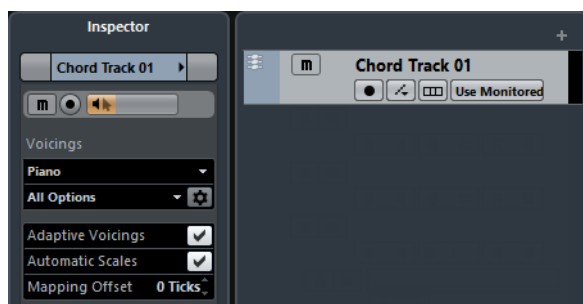 Inspector
Chord Track 01
m
Voicings
Piano
All Options
Adaptive Voicings
Automatic Scales
Mapping Offset 0 Ticks
+
m Chord Track 01
Use Monitored